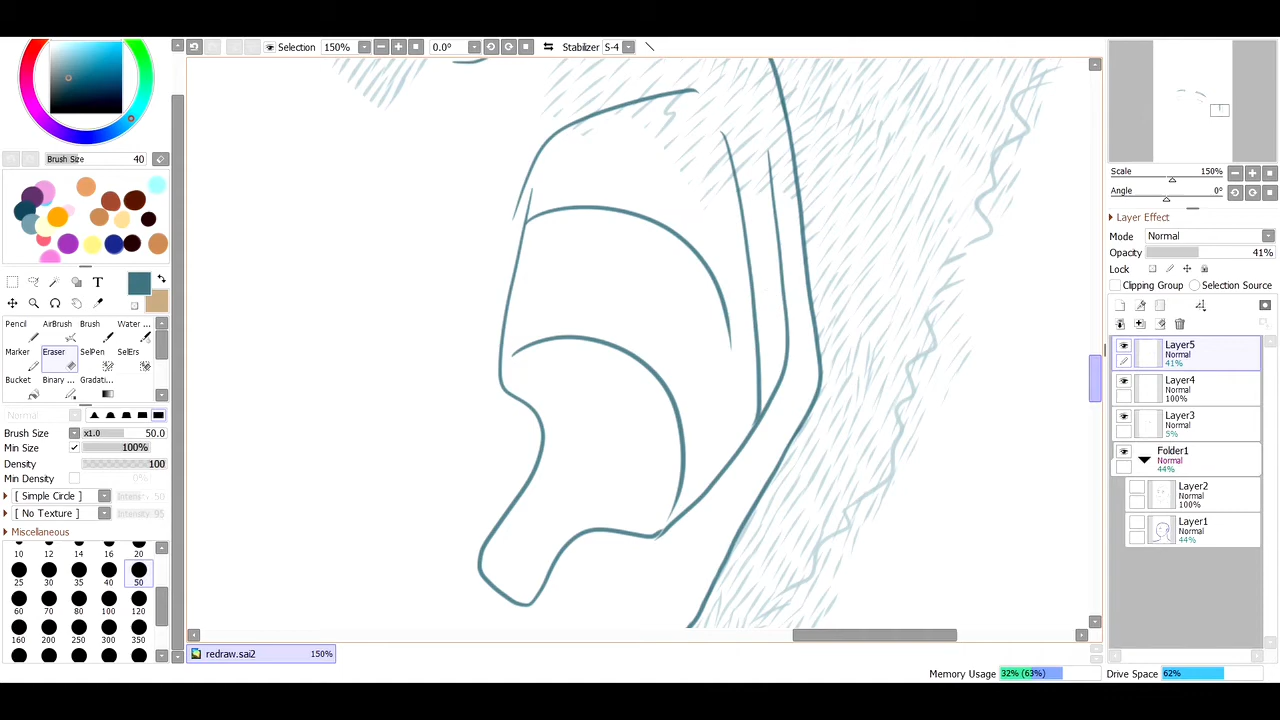 Selection 150% 0.0° Stabilizer S-4
Brush Size 40
T
Pencil AirBrush Brush Water ...
Marker Eraser SelPen SelErs
Bucket Binary ... Gradati...
Normal
Brush Size x1.0 50.0
Min Size 100%
Density 100
Min Density 0%
[ Simple Circle ] Intensity 50
[ No Texture ] Intensity 95
Miscellaneous
10 12 14 16 20
25 30 35 40 50
60 70 80 100 120
160 200 250 300 350
redraw.sai2 150%
Scale 150%
Angle 0°
Layer Effect
Mode Normal
Opacity 41%
Lock
Clipping Group Selection Source
Layer5
Normal
41%
Layer4
Normal
100%
Layer3
Normal
5%
Folder1
Normal
44%
Layer2
Normal
100%
Layer1
Normal
44%
Memory Usage 32% (63%) Drive Space 62%